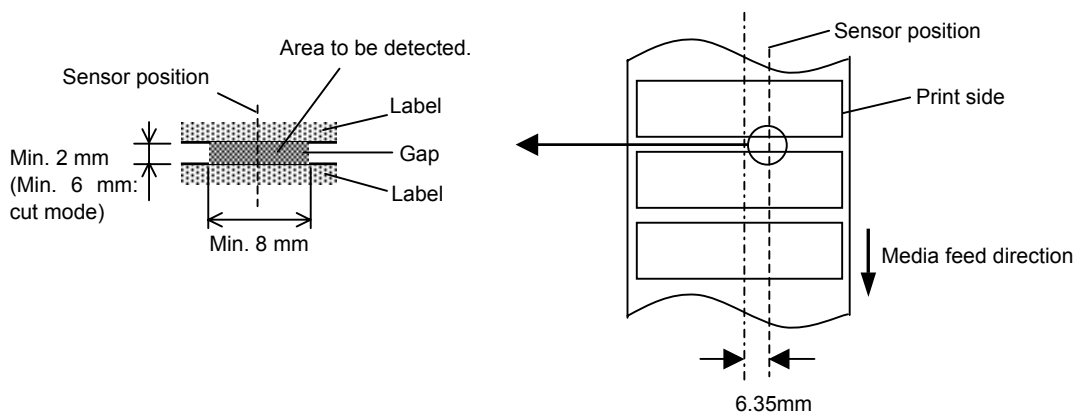 Area to be detected.
Sensor position
Label
Gap
Label
Min. 2 mm
(Min. 6 mm:
cut mode)
Min. 8 mm
Sensor position
Print side
Media feed direction
6.35mm